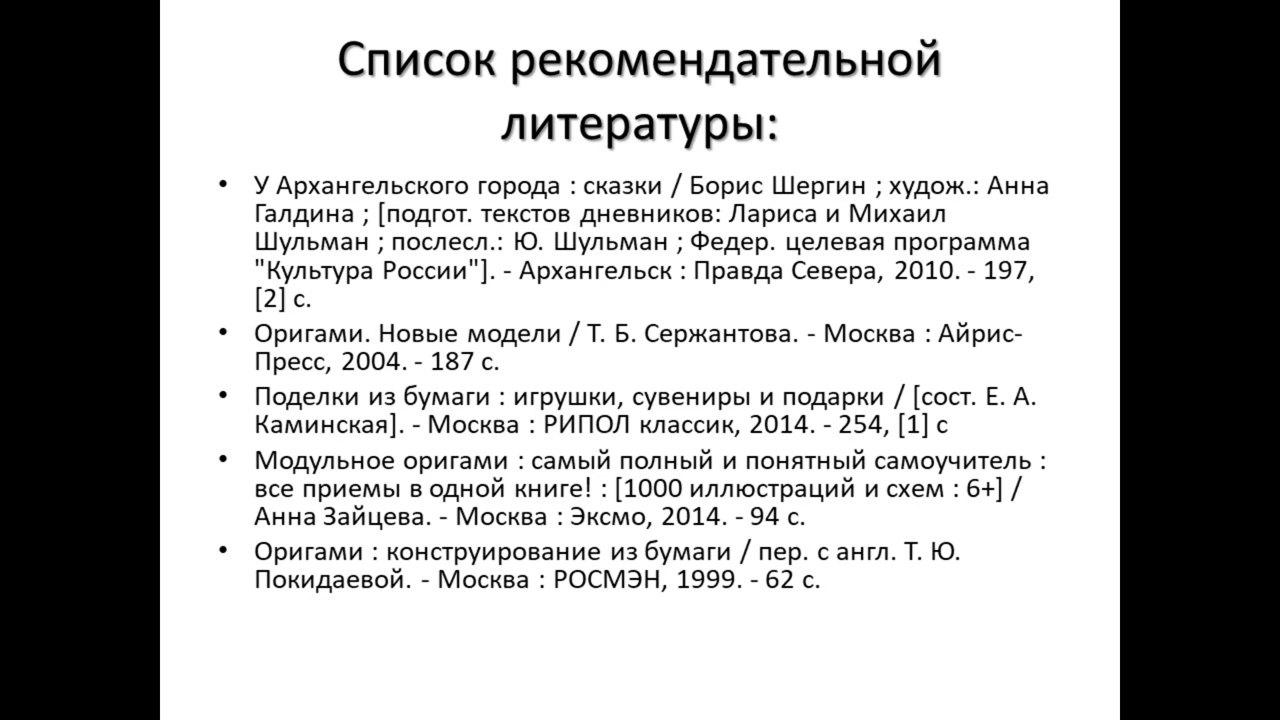 Список рекомендательной
литературы:
• У Архангельского города : сказки / Борис Шергин ; худож.: Анна
Галдина ; [подгот. текстов дневников: Лариса и Михаил
Шульман ; послесл.: Ю. Шульман ; Федер. целевая программа
"Культура России"]. - Архангельск : Правда Севера, 2010. - 197,
[2] с.
• Оригами. Новые модели / Т. Б. Сержантова. - Москва : Айрис-
Пресс, 2004. - 187 с.
• Поделки из бумаги : игрушки, сувениры и подарки / [сост. Е. А.
Каминская]. - Москва : РИПОЛ классик, 2014. - 254, [1] с
• Модульное оригами : самый полный и понятный самоучитель :
все приемы в одной книге! : [1000 иллюстраций и схем : 6+] /
Анна Зайцева. - Москва : Эксмо, 2014. - 94 с.
• Оригами : конструирование из бумаги / пер. с англ. Т. Ю.
Покидаевой. - Москва : РОСМЭН, 1999. - 62 с.